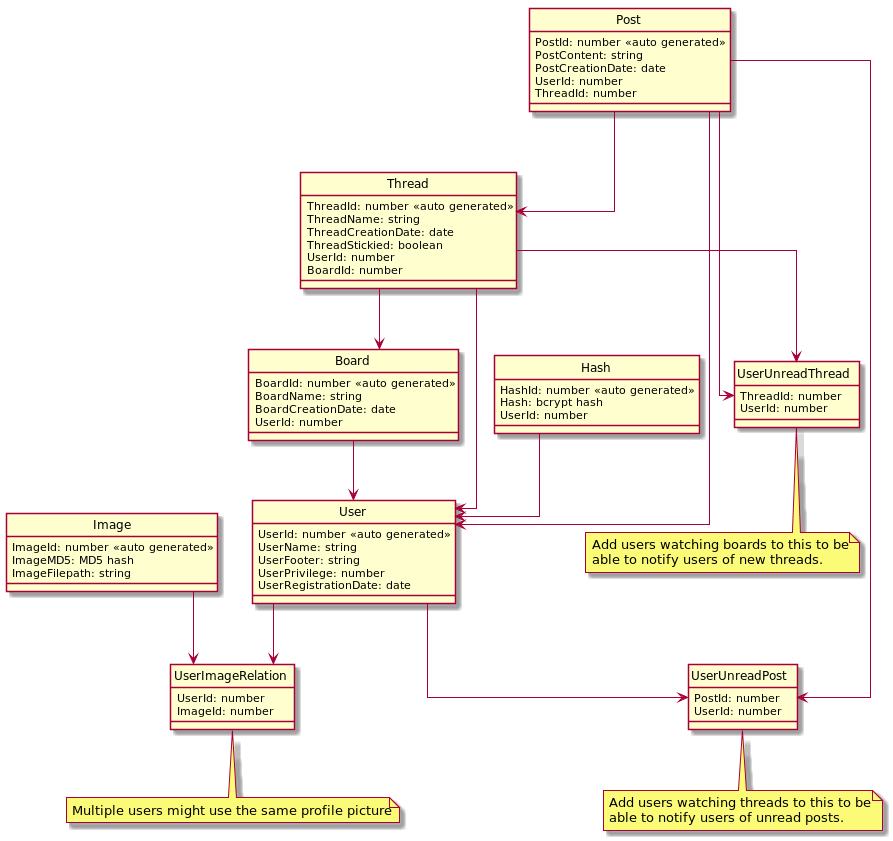 Post
PostId: number «auto generated»
PostContent: string
PostCreationDate: date
UserId: number
ThreadId: number
Thread
ThreadId: number «auto generated»
ThreadName: string
ThreadCreationDate: date
ThreadStickied: boolean
UserId: number
BoardId: number
Board
BoardId: number «auto generated»
BoardName: string
BoardCreationDate: date
UserId: number
Hash
HashId: number «auto generated»
Hash: bcrypt hash
UserId: number
UserUnreadThread
ThreadId: number
UserId: number
Image
ImageId: number «auto generated»
ImageMD5: MD5 hash
ImageFilepath: string
User
UserId: number «auto generated»
UserName: string
UserFooter: string
UserPrivilege: number
UserRegistrationDate: date
Add users watching boards to this to be
able to notify users of new threads.
UserImageRelation
UserId: number
ImageId: number
UserUnreadPost
PostId: number
UserId: number
Multiple users might use the same profile picture
Add users watching threads to this to be
able to notify users of unread posts.